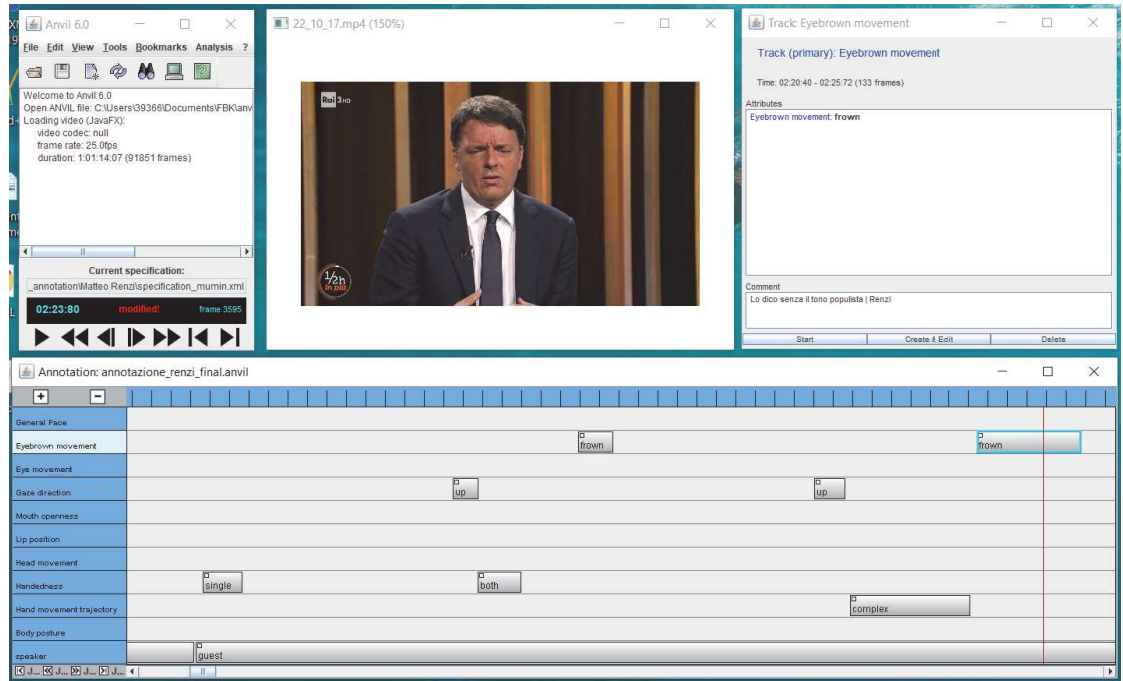 Anvil 6.0
File Edit View Tools Bookmarks Analysis ?
Welcome to Anvil 6.0
Open ANVIL file: C:\Users\39366\Documents\FBK\anv
Loading video (JavaFX):
video codec: null
frame rate: 25.0fps
duration: 1:01:14:07 (91851 frames)
Current specification:
_annotation\Matteo Renzi\specification_mumin.xml
02:23:80 modified! frame 3595
22_10_17.mp4 (150%)
Rai 3 HD
1/2h
in più
Track: Eyebrown movement
Track (primary): Eyebrown movement
Time: 02:20:40 - 02:25:72 (133 frames)
Attributes
Eyebrown movement: frown
Comment
Lo dico senza il tono populista | Renzi
Start Create & Edit Delete
Annotation: annotazione_renzi_final.anvil
+ -
General Face
Eyebrown movement frown frown
Eye movement
Gaze direction up up
Mouth openness
Lip position
Head movement
Handedness single both
Hand movement trajectory complex
Body posture
speaker guest
J... J... J... J...